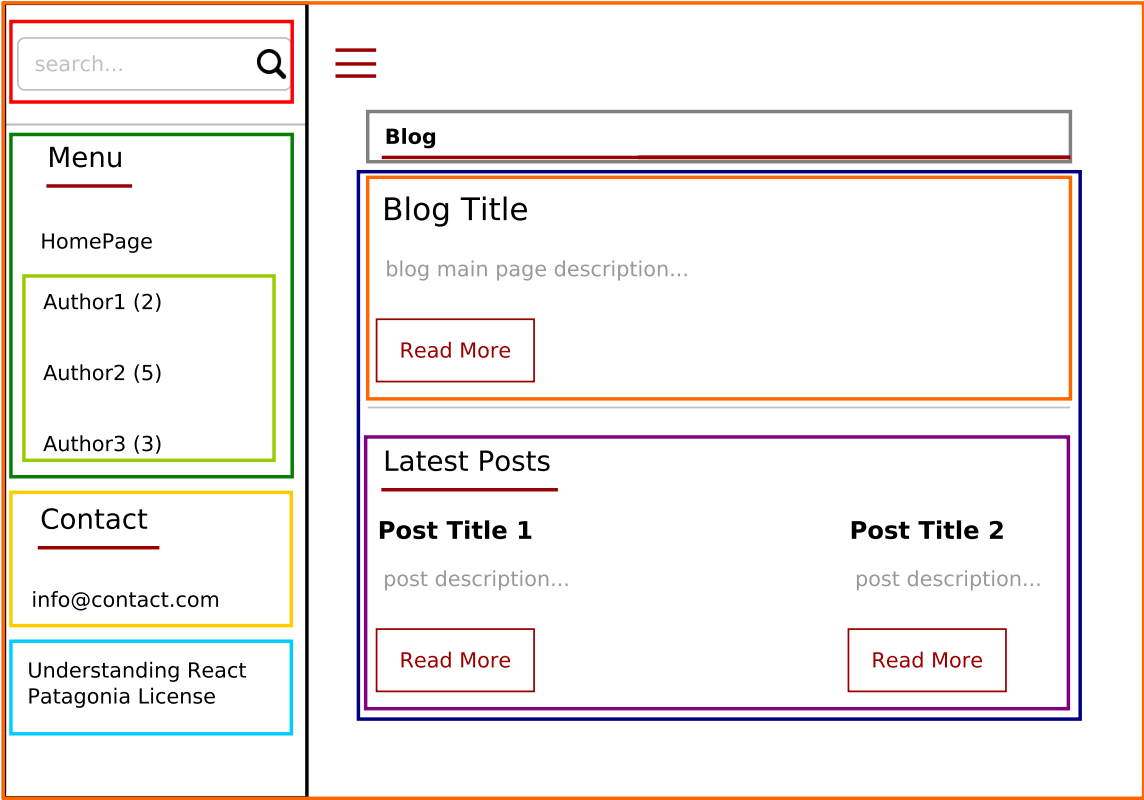 search...
Menu
HomePage
Author1 (2)
Author2 (5)
Author3 (3)
Contact
info@contact.com
Understanding React
Patagonia License
Blog
Blog Title
blog main page description...
Read More
Latest Posts
Post Title 1
post description...
Read More
Post Title 2
post description...
Read More